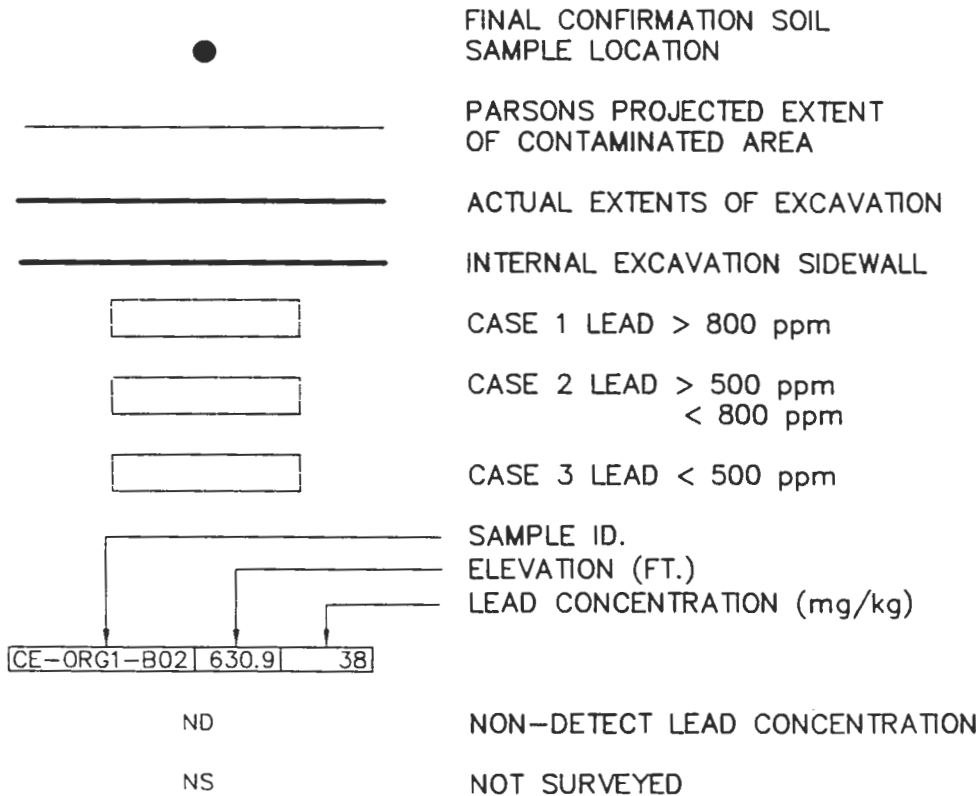 FINAL CONFIRMATION SOIL
SAMPLE LOCATION
PARSONS PROJECTED EXTENT
OF CONTAMINATED AREA
ACTUAL EXTENTS OF EXCAVATION
INTERNAL EXCAVATION SIDEWALL
CASE 1 LEAD > 800 ppm
CASE 2 LEAD > 500 ppm
< 800 ppm
CASE 3 LEAD < 500 ppm
SAMPLE ID.
ELEVATION (FT.)
LEAD CONCENTRATION (mg/kg)
CE-ORG1-B02 630.9 38
ND NON-DETECT LEAD CONCENTRATION
NS NOT SURVEYED